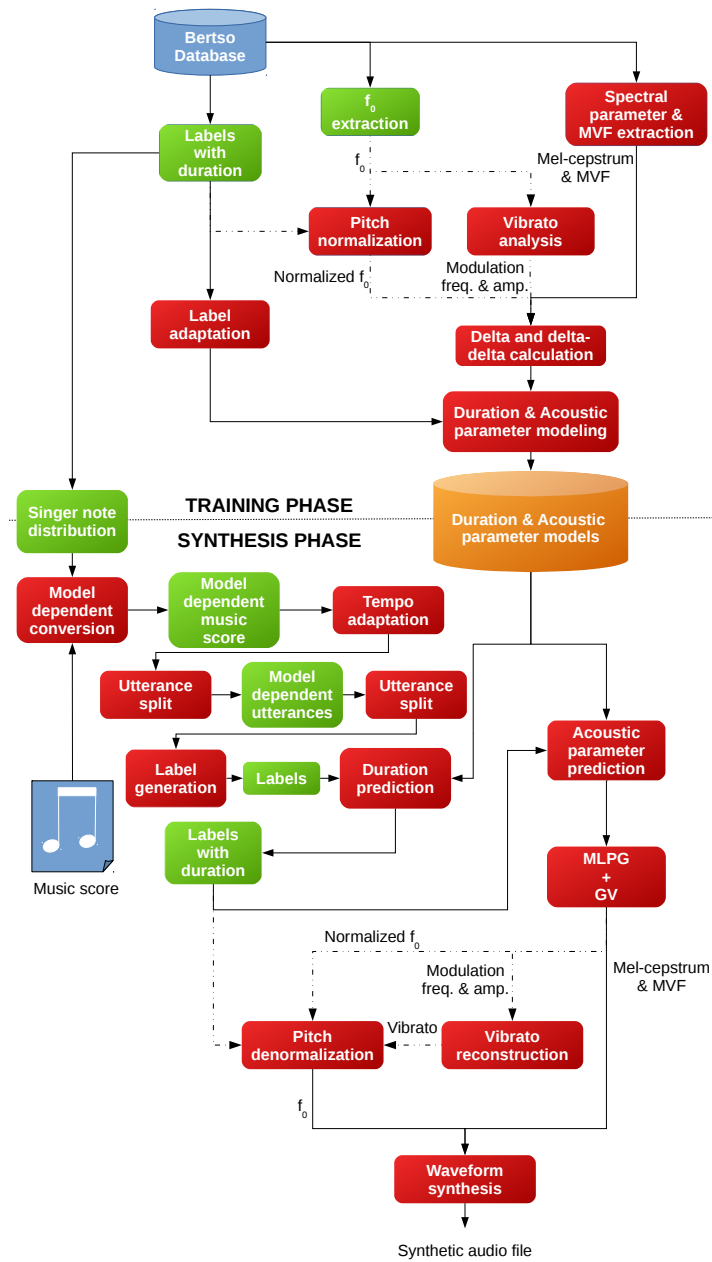 Bertso
Database
f0
extraction
Spectral
parameter &
MVF extraction
Labels
with
duration
f0
Mel-cepstrum
& MVF
Pitch
normalization
Vibrato
analysis
Normalized f0
Modulation
freq. & amp.
Label
adaptation
Delta and delta-
delta calculation
Duration & Acoustic
parameter modeling
Singer note
distribution
TRAINING PHASE
SYNTHESIS PHASE
Duration & Acoustic
parameter models
Model
dependent
conversion
Model
dependent
music
score
Tempo
adaptation
Utterance
split
Model
dependent
utterances
Utterance
split
Acoustic
parameter
prediction
Label
generation
Labels
Duration
prediction
Music score
Labels
with
duration
MLPG
+
GV
Normalized f0
Modulation
freq. & amp.
Mel-cepstrum
& MVF
Pitch
denormalization
Vibrato
Vibrato
reconstruction
f0
Waveform
synthesis
Synthetic audio file